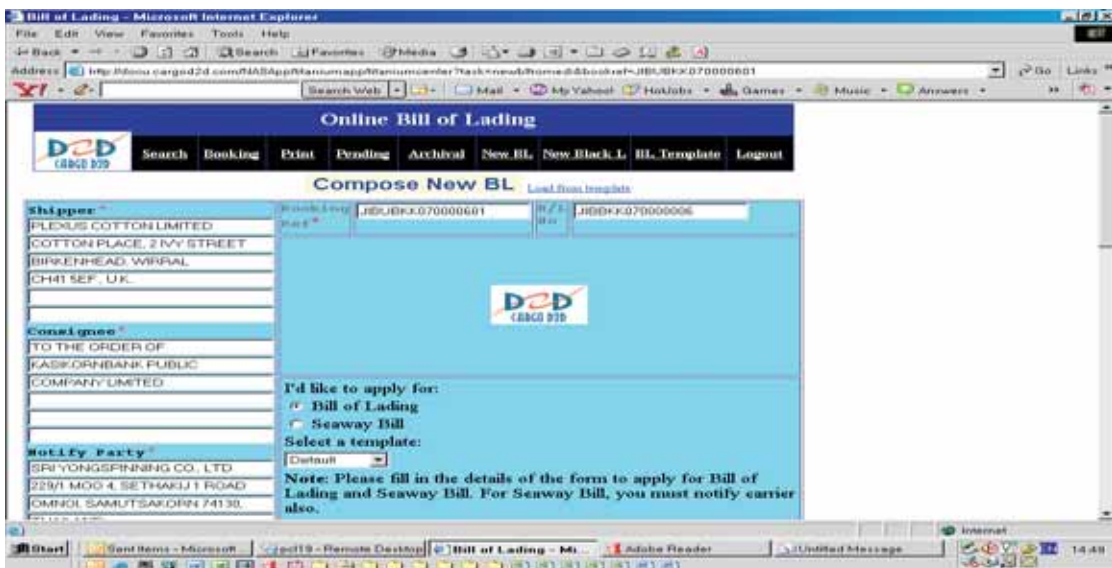 Bill of Lading - Microsoft Internet Explorer
File Edit View Favorites Tools Help
Back Search Favorites Media
Address Go Links
Y! Search Web Mail My Yahoo! HotJobs Games Music Answers
Online Bill of Lading
D2D
CARGO D2D
Search Booking Print Pending Archival New BL New Black L BL Template Logout
Compose New BL Load from template
Shipper*
PLEXUS COTTON LIMITED
COTTON PLACE, 2 IVY STREET
BIRKENHEAD, WIRRAL,
CH41 5EF, U.K.
Consignee*
TO THE ORDER OF
KASIKORNBANK PUBLIC
COMPANY LIMITED
Notify Party*
SRI YONGSPINNING CO., LTD
229/1 MOO 4, SETHAKIJ 1 ROAD
OMNOI, SAMUTSAKORN 74130,
Booking Ref* JIBUBKK070000601
B/L No JIBBKK070000006
D2D
CARGO D2D
I'd like to apply for:
Bill of Lading
Seaway Bill
Select a template:
Default
Note: Please fill in the details of the form to apply for Bill of
Lading and Seaway Bill. For Seaway Bill, you must notify carrier
also.
Internet
Start Sent Items - Microsoft ... - Remote Desktop Bill of Lading - Mi... Adobe Reader Untitled Message 14:48